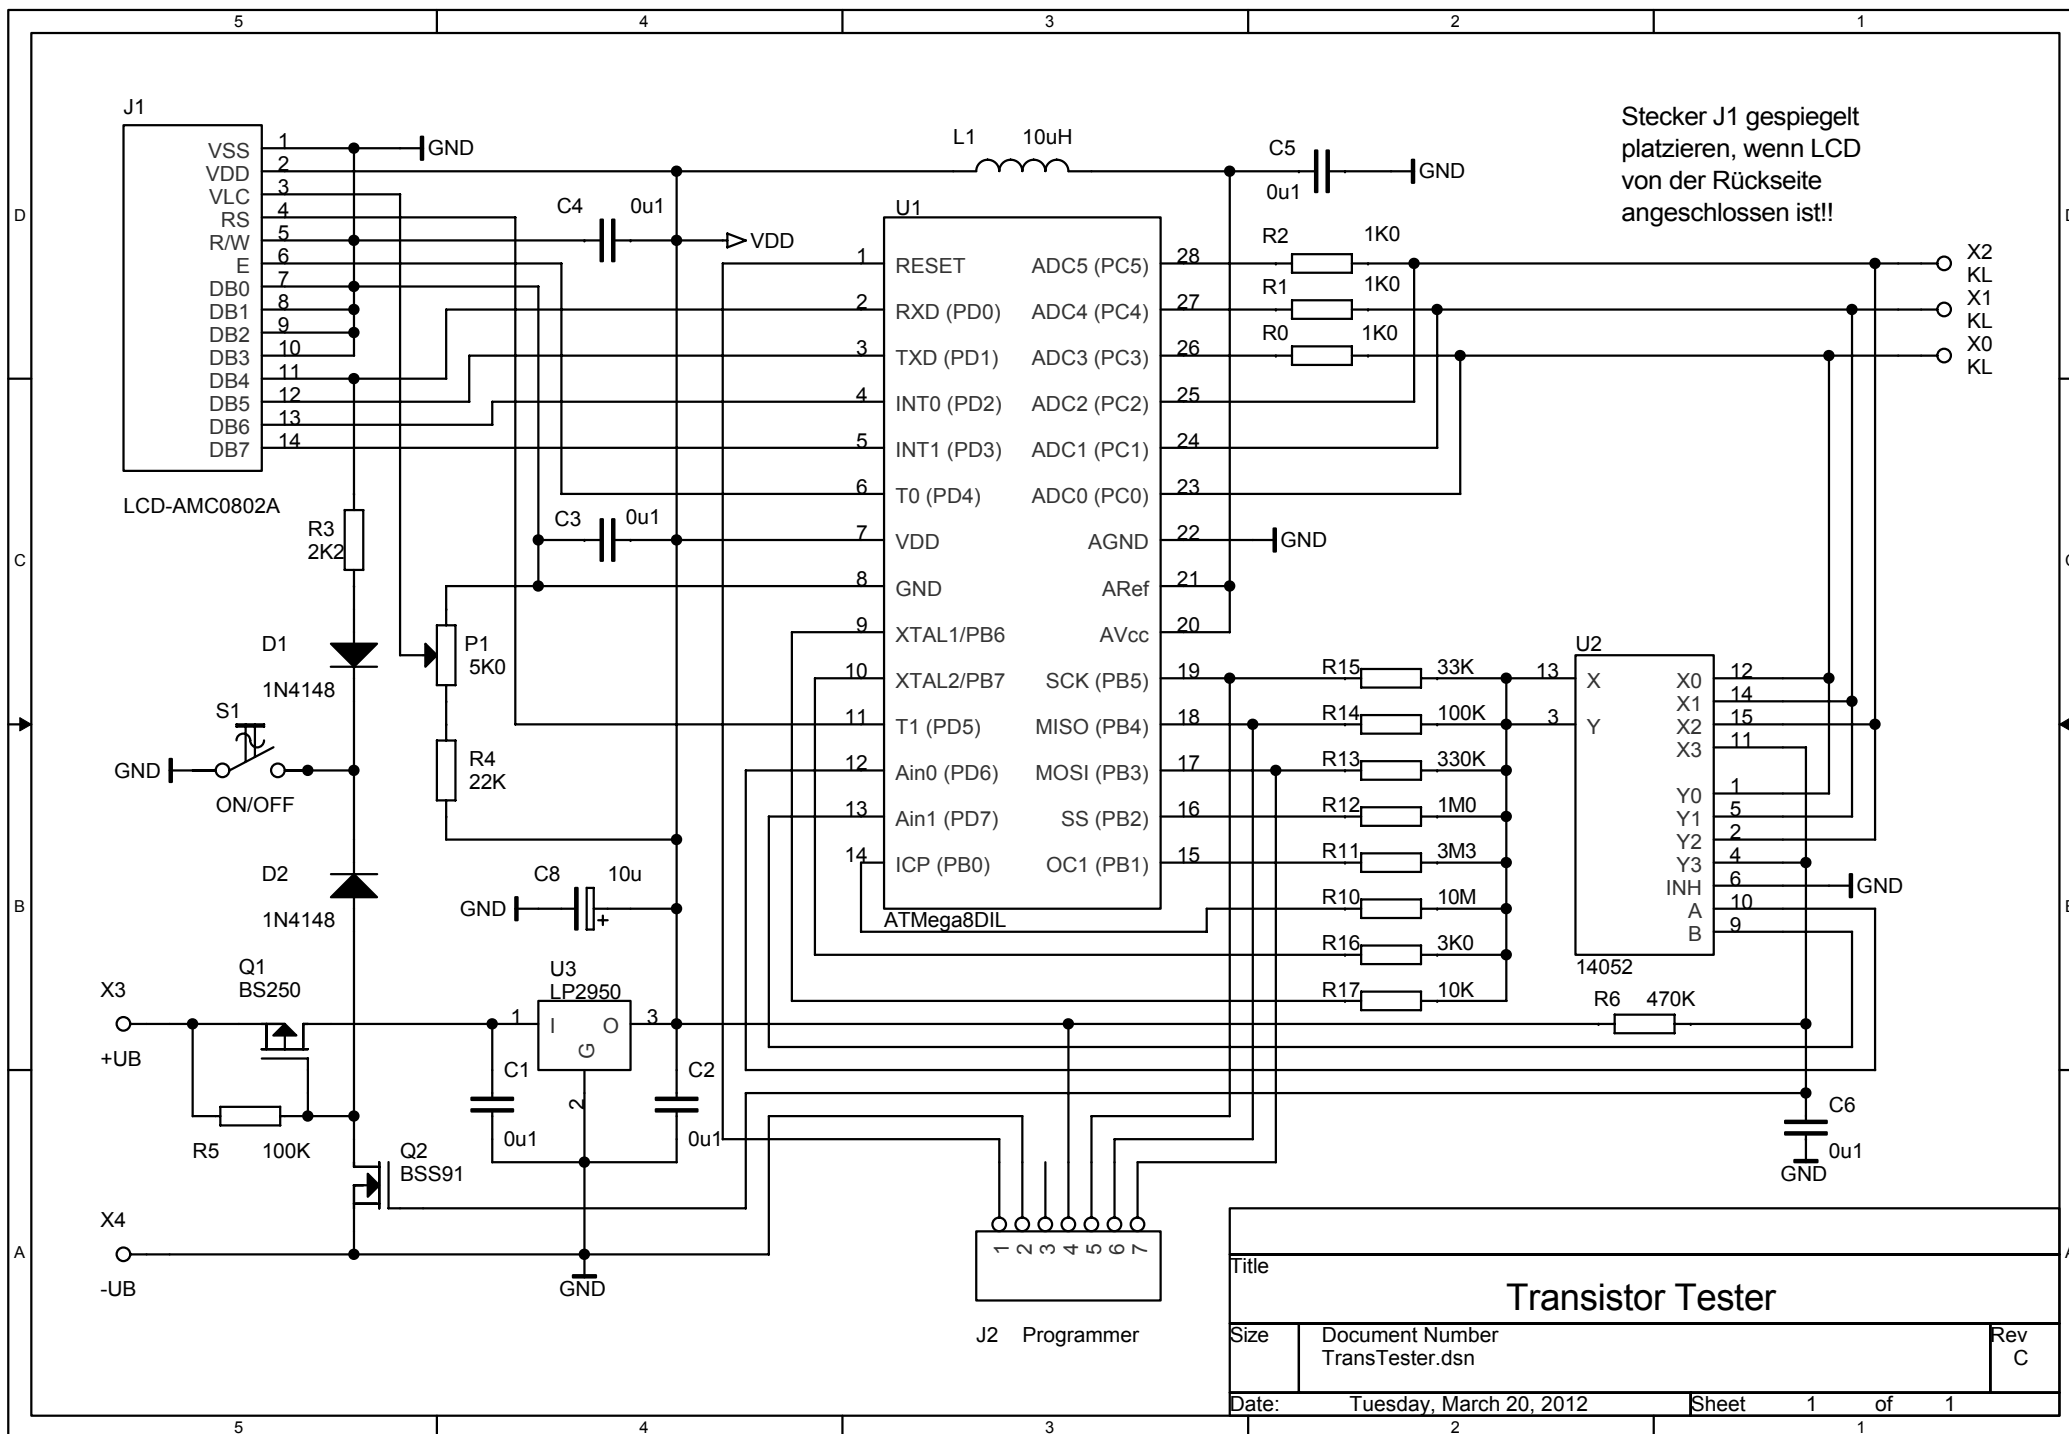 5 4 3 2 1
D
C
B
A
J1
VSS 1
VDD 2
VLC 3
RS 4
R/W 5
E 6
DB0 7
DB1 8
DB2 9
DB3 10
DB4 11
DB5 12
DB6 13
DB7 14
LCD-AMC0802A
GND
C4 0u1
VDD
L1 10uH
C5
0u1
GND
Stecker J1 gespiegelt
platzieren, wenn LCD
von der Rückseite
angeschlossen ist!!
U1
1 RESET
2 RXD (PD0)
3 TXD (PD1)
4 INT0 (PD2)
5 INT1 (PD3)
6 T0 (PD4)
7 VDD
8 GND
9 XTAL1/PB6
10 XTAL2/PB7
11 T1 (PD5)
12 Ain0 (PD6)
13 Ain1 (PD7)
14 ICP (PB0)
ADC5 (PC5) 28
ADC4 (PC4) 27
ADC3 (PC3) 26
ADC2 (PC2) 25
ADC1 (PC1) 24
ADC0 (PC0) 23
AGND 22
ARef 21
AVcc 20
SCK (PB5) 19
MISO (PB4) 18
MOSI (PB3) 17
SS (PB2) 16
OC1 (PB1) 15
ATMega8DIL
R2 1K0
R1 1K0
R0 1K0
X2
KL
X1
KL
X0
KL
GND
R3
2K2
C3 0u1
D1
1N4148
P1
5K0
S1
GND
ON/OFF
R4
22K
D2
1N4148
C8 10u
GND
+
R15 33K
R14 100K
R13 330K
R12 1M0
R11 3M3
R10 10M
R16 3K0
R17 10K
U2
13 X
3 Y
X0 12
X1 14
X2 15
X3 11
Y0 1
Y1 5
Y2 2
Y3 4
INH 6
A 10
B 9
GND
14052
R6 470K
Q1
BS250
X3
+UB
U3
LP2950
1 I O 3
G
2
C1
0u1
C2
0u1
R5 100K
Q2
BSS91
X4
-UB
GND
C6
0u1
GND
1 2 3 4 5 6 7
J2 Programmer
Title
Transistor Tester
Size
Document Number
TransTester.dsn
Rev
C
Date: Tuesday, March 20, 2012 Sheet 1 of 1
5 4 3 2 1